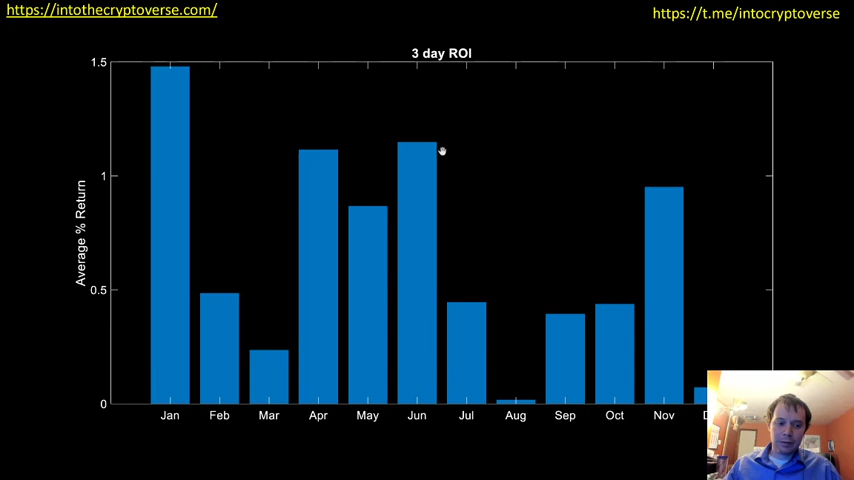 https://intothecryptoverse.com/
https://t.me/intocryptoverse
3 day ROI
1.5
1
0.5
0
Average % Return
Jan Feb Mar Apr May Jun Jul Aug Sep Oct Nov